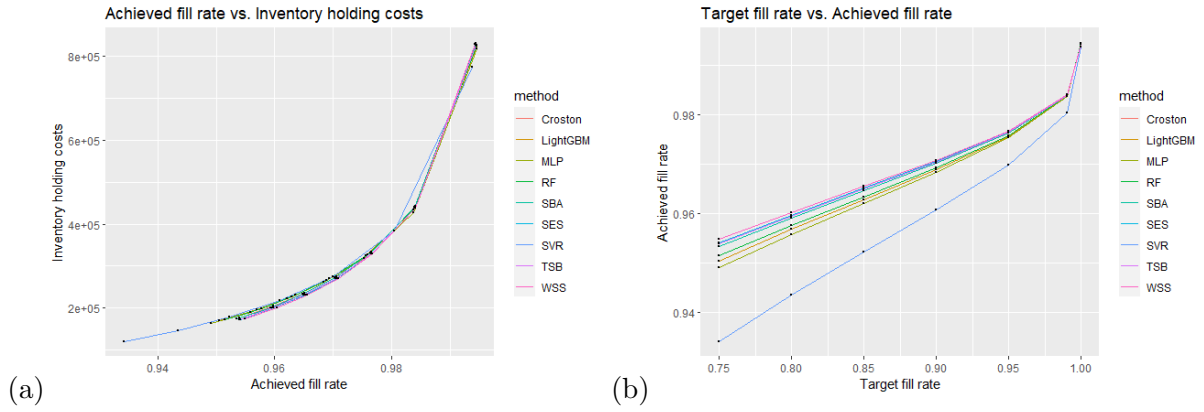 Achieved fill rate vs. Inventory holding costs
8e+05
6e+05
4e+05
2e+05
Inventory holding costs
0.94
0.96
0.98
Achieved fill rate
method
Croston
LightGBM
MLP
RF
SBA
SES
SVR
TSB
WSS
(a)
Target fill rate vs. Achieved fill rate
0.98
0.96
0.94
Achieved fill rate
0.75
0.80
0.85
0.90
0.95
1.00
Target fill rate
method
Croston
LightGBM
MLP
RF
SBA
SES
SVR
TSB
WSS
(b)